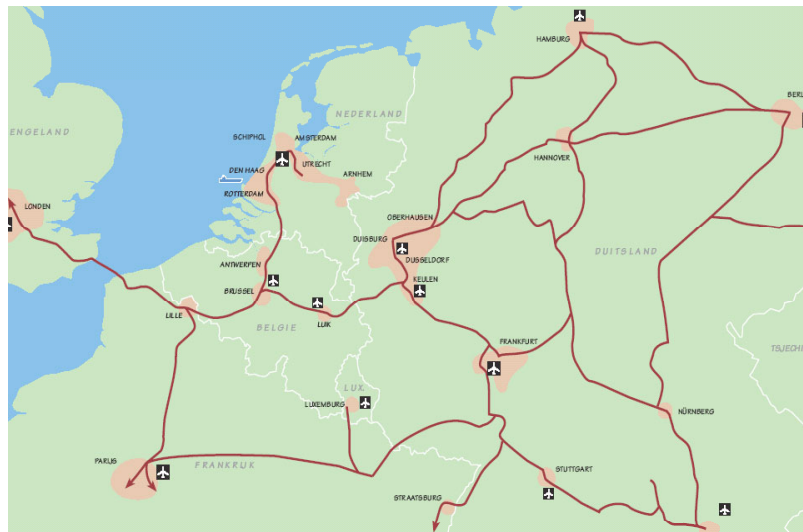 HAMBURG
BERL
NEDERLAND
ENGELAND
SCHIPHOL
AMSTERDAM
HANNOVER
UTRECHT
DEN HAAG
ARNHEM
ROTTERDAM
LONDEN
OBERHAUSEN
DUISBURG
DUITSLAND
DUSSELDORF
ANTWERPEN
KEULEN
BRUSSEL
LILLE
BELGIE
LUIK
FRANKFURT
TSJECHI
LUX
LUXEMBURG
NÜRNBERG
PARIJS
FRANKRIJK
STUTTGART
STRAATSBURG